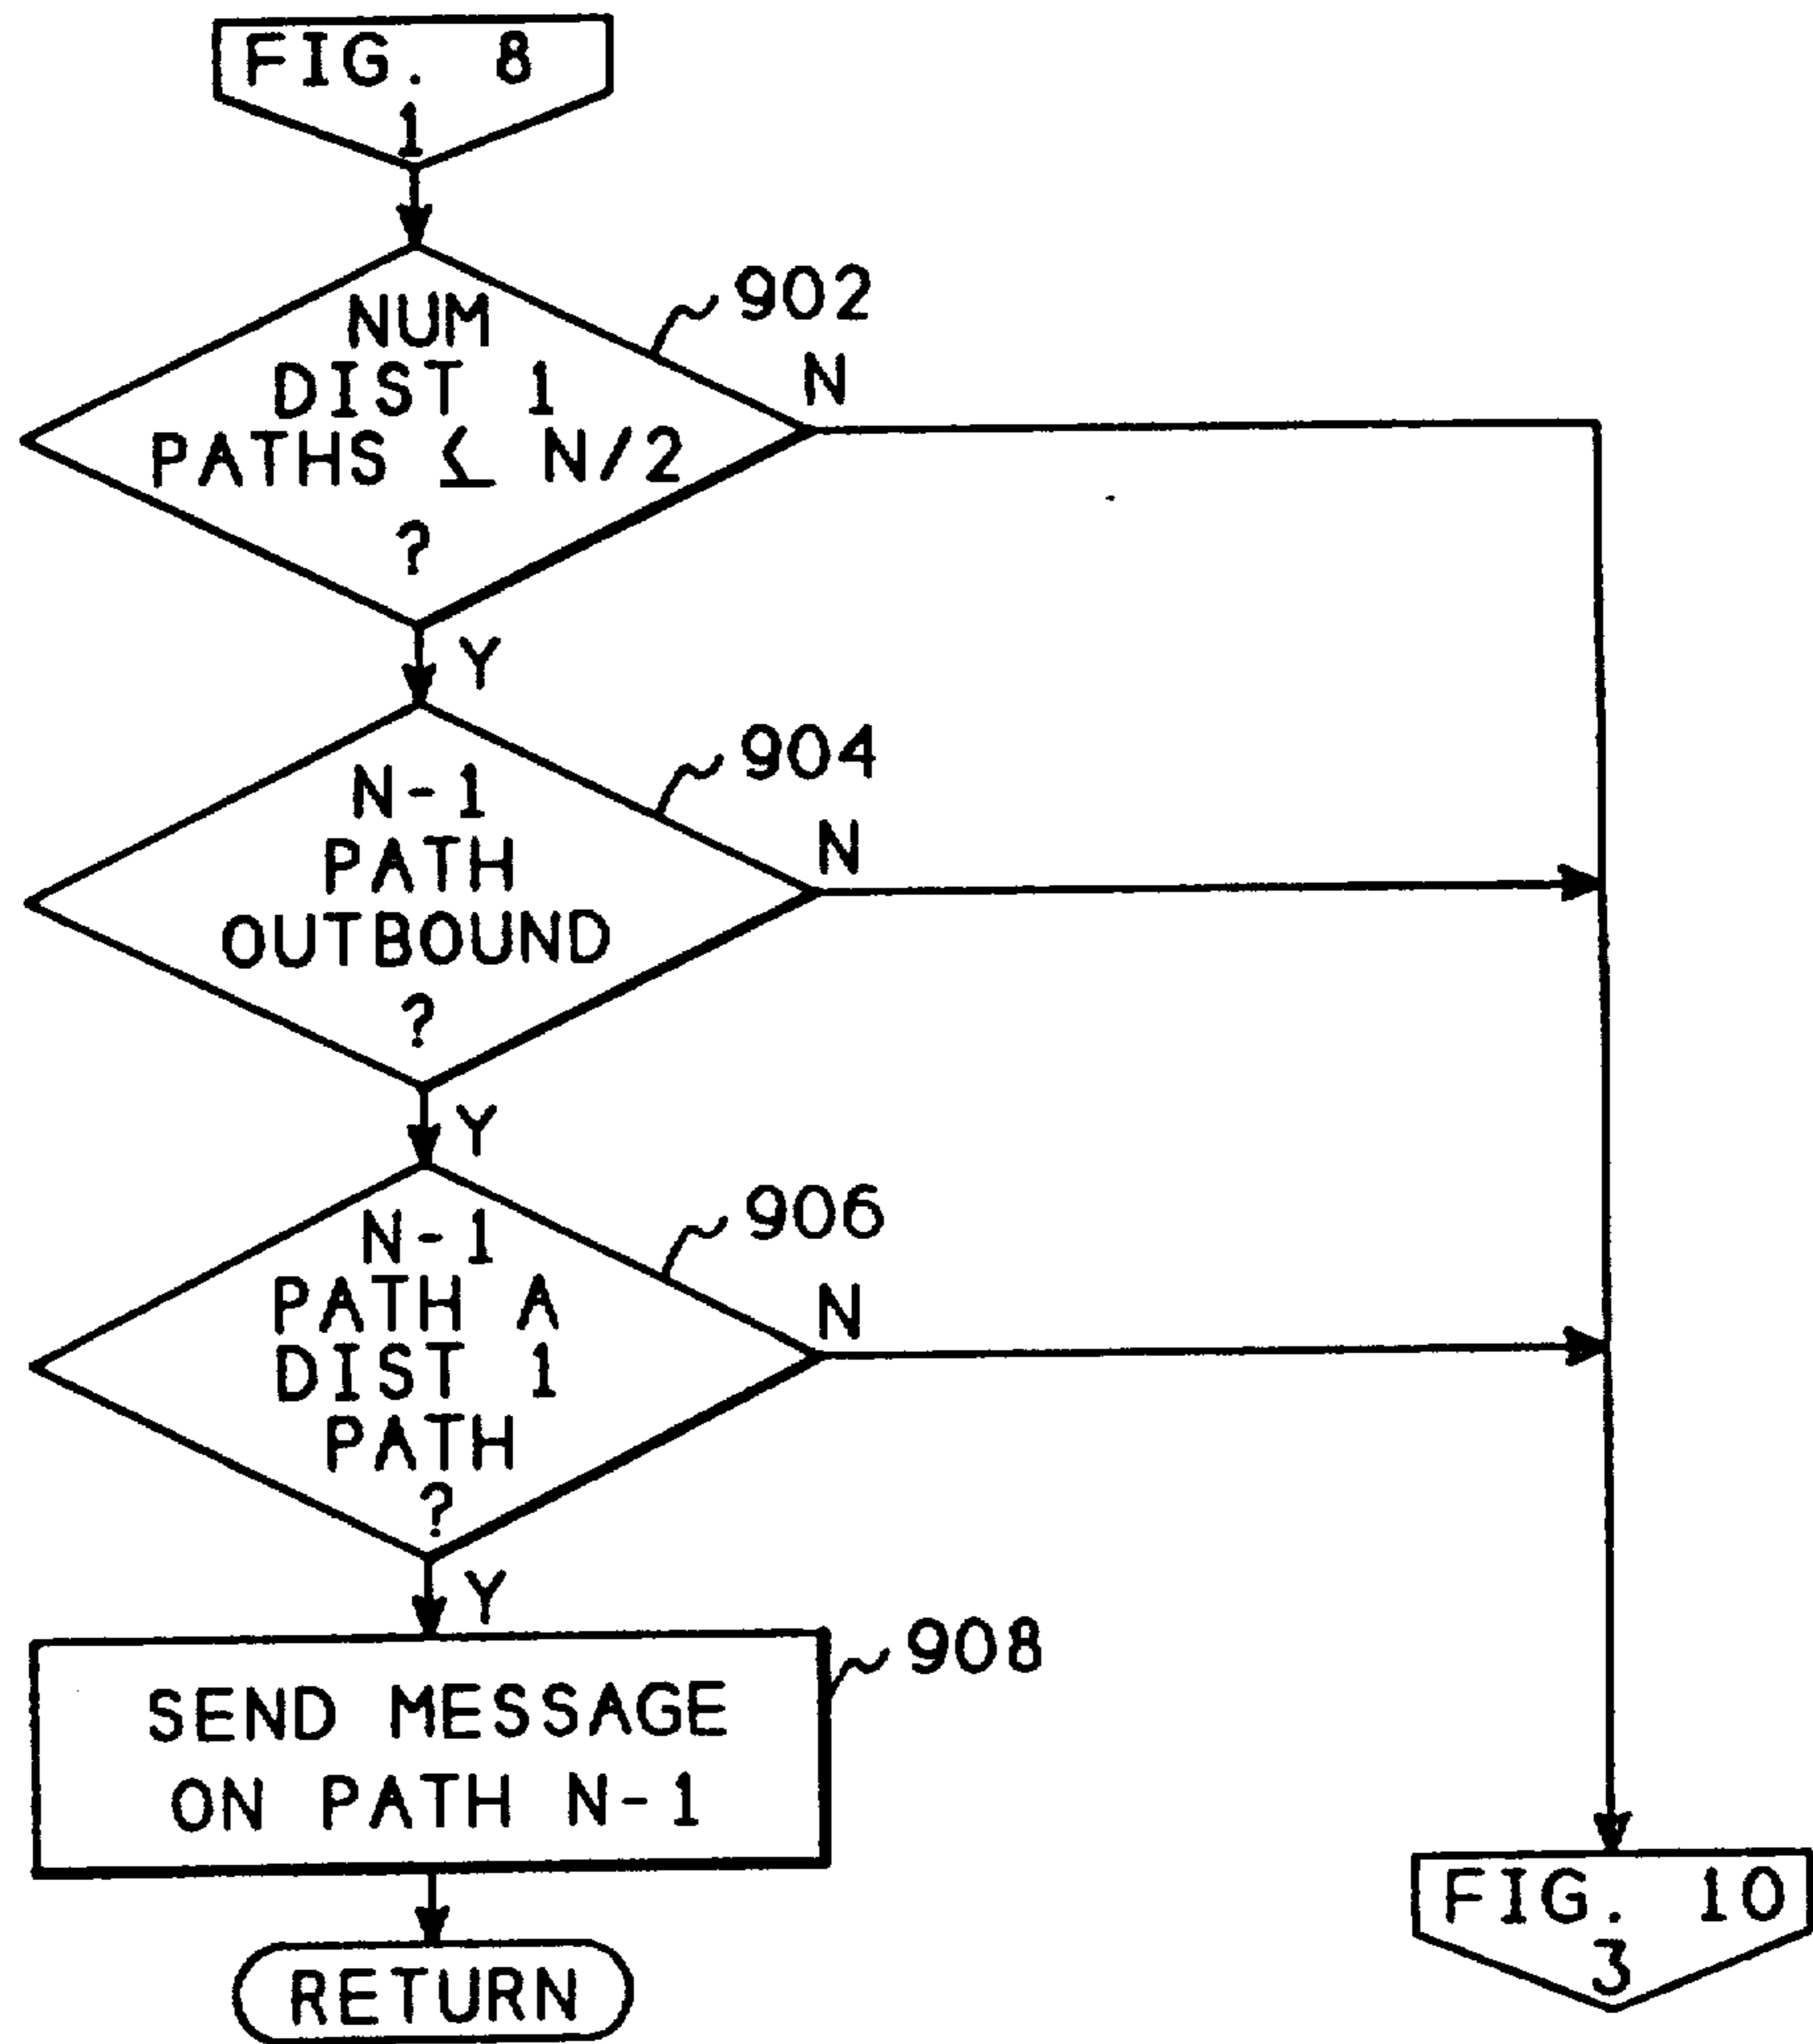 FIG. 8
1
902
NUM
DIST 1
PATHS ≤ N/2
?
N
Y
904
N-1
PATH
OUTBOUND
?
N
Y
906
N-1
PATH A
DIST 1
PATH
?
N
Y
908
SEND MESSAGE
ON PATH N-1
RETURN
FIG. 10
3